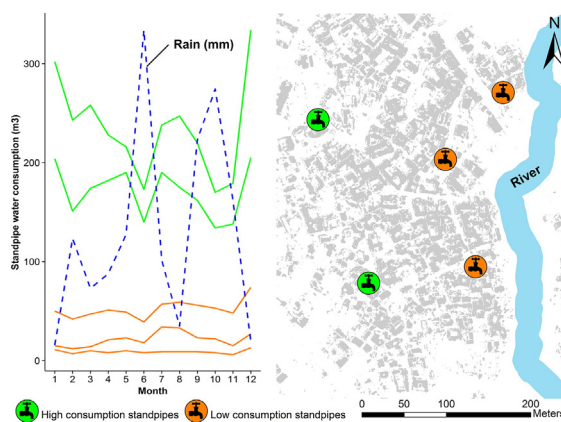 Standpipe water consumption (m3)
300
200
100
0
Rain (mm)
1 2 3 4 5 6 7 8 9 10 11 12
Month
N
River
High consumption standpipes
Low consumption standpipes
0 50 100 200
Meters